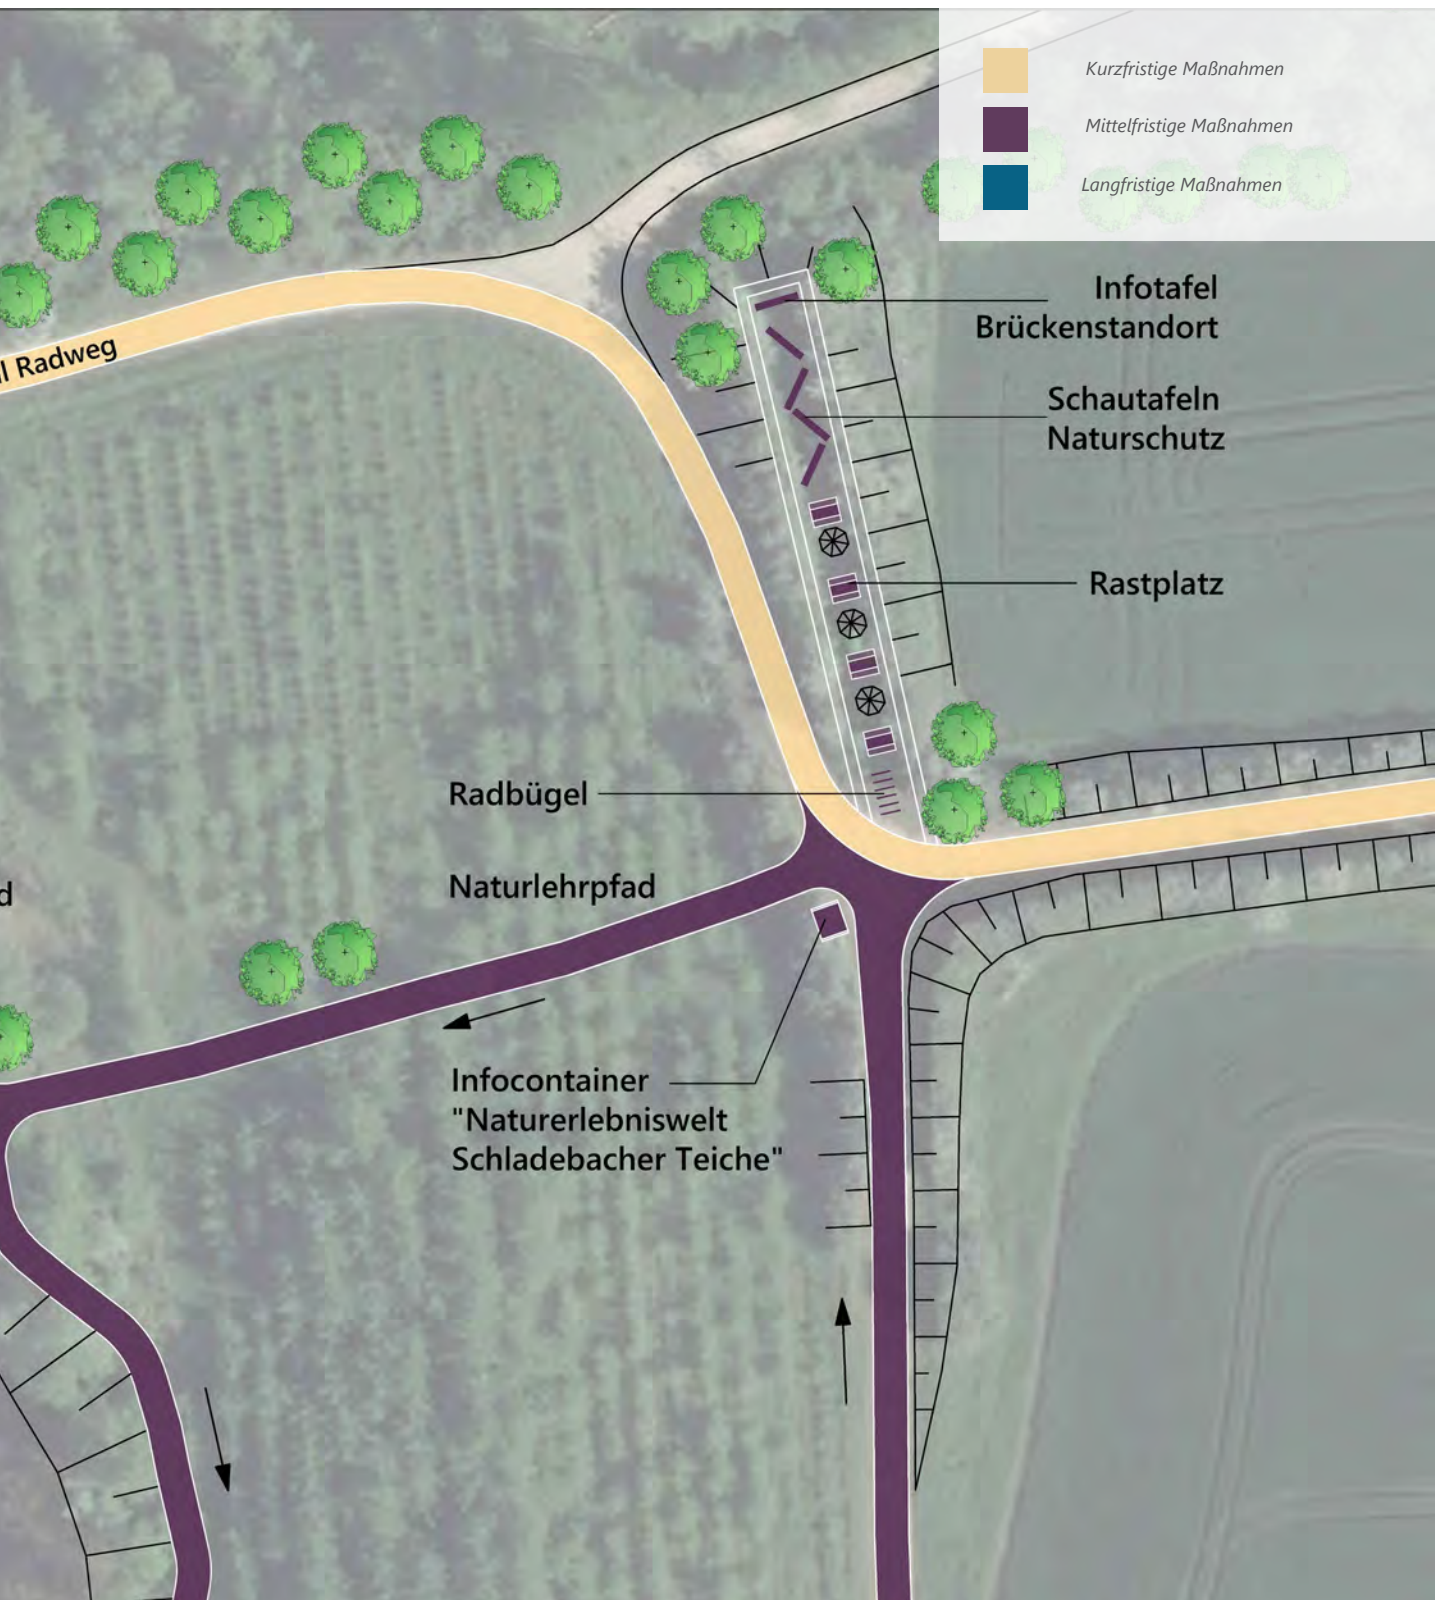 Kurzfristige Maßnahmen
Mittelfristige Maßnahmen
Langfristige Maßnahmen
Infotafel
Brückenstandort
Radweg
Schautafeln
Naturschutz
Rastplatz
Radbügel
Naturlehrpfad
Infocontainer
"Naturerlebniswelt
Schladebacher Teiche"